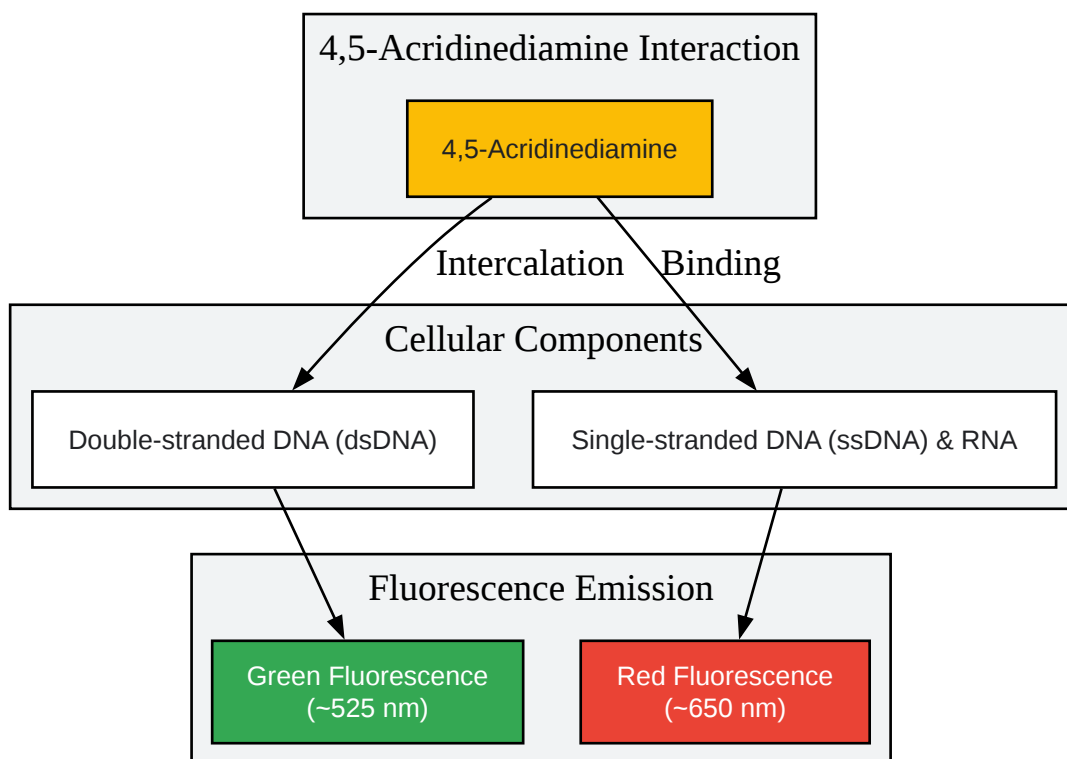 4,5-Acridinediamine Interaction
4,5-Acridinediamine
Intercalation
Binding
Cellular Components
Double-stranded DNA (dsDNA)
Single-stranded DNA (ssDNA) & RNA
Fluorescence Emission
Green Fluorescence
(~525 nm)
Red Fluorescence
(~650 nm)